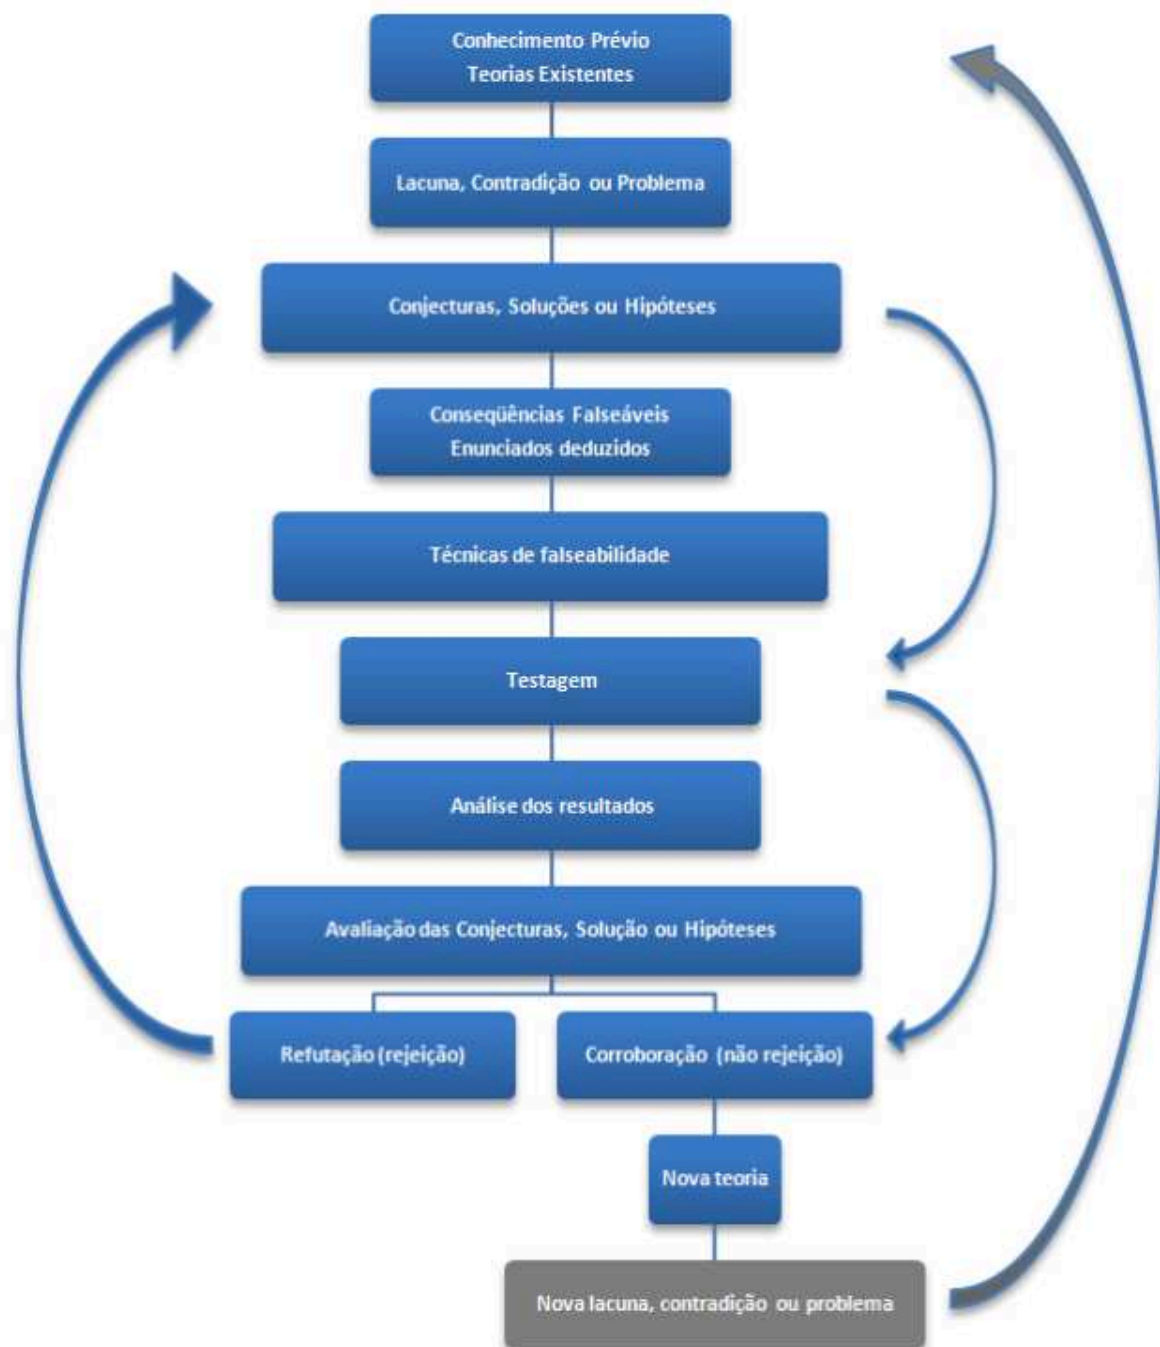 Conhecimento Prévio
Teorias Existentes
Lacuna, Contradição ou Problema
Conjecturas, Soluções ou Hipóteses
Conseqüências Falseáveis
Enunciados deduzidos
Técnicas de falseabilidade
Testagem
Análise dos resultados
Avaliação das Conjecturas, Solução ou Hipóteses
Refutação (rejeição)
Corroboração (não rejeição)
Nova teoria
Nova lacuna, contradição ou problema